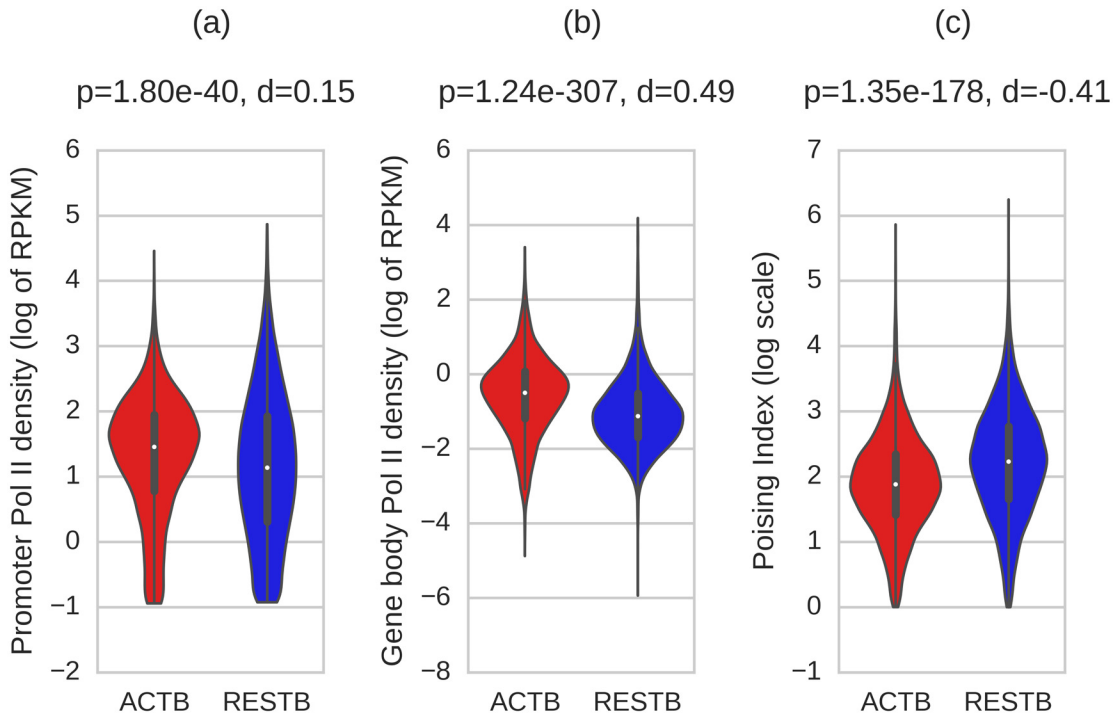 (a)
p=1.80e-40, d=0.15
Promoter Pol II density (log of RPKM)
6
5
4
3
2
1
0
−1
−2
ACTB RESTB
(b)
p=1.24e-307, d=0.49
Gene body Pol II density (log of RPKM)
6
4
2
0
−2
−4
−6
−8
ACTB RESTB
(c)
p=1.35e-178, d=-0.41
Poising Index (log scale)
7
6
5
4
3
2
1
0
−1
ACTB RESTB